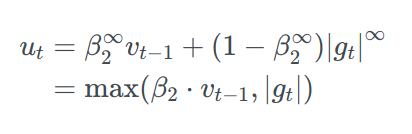 u_t = β_2^∞ v_{t−1} + (1 − β_2^∞)|g_t|^∞
= max(β_2 · v_{t−1}, |g_t|)